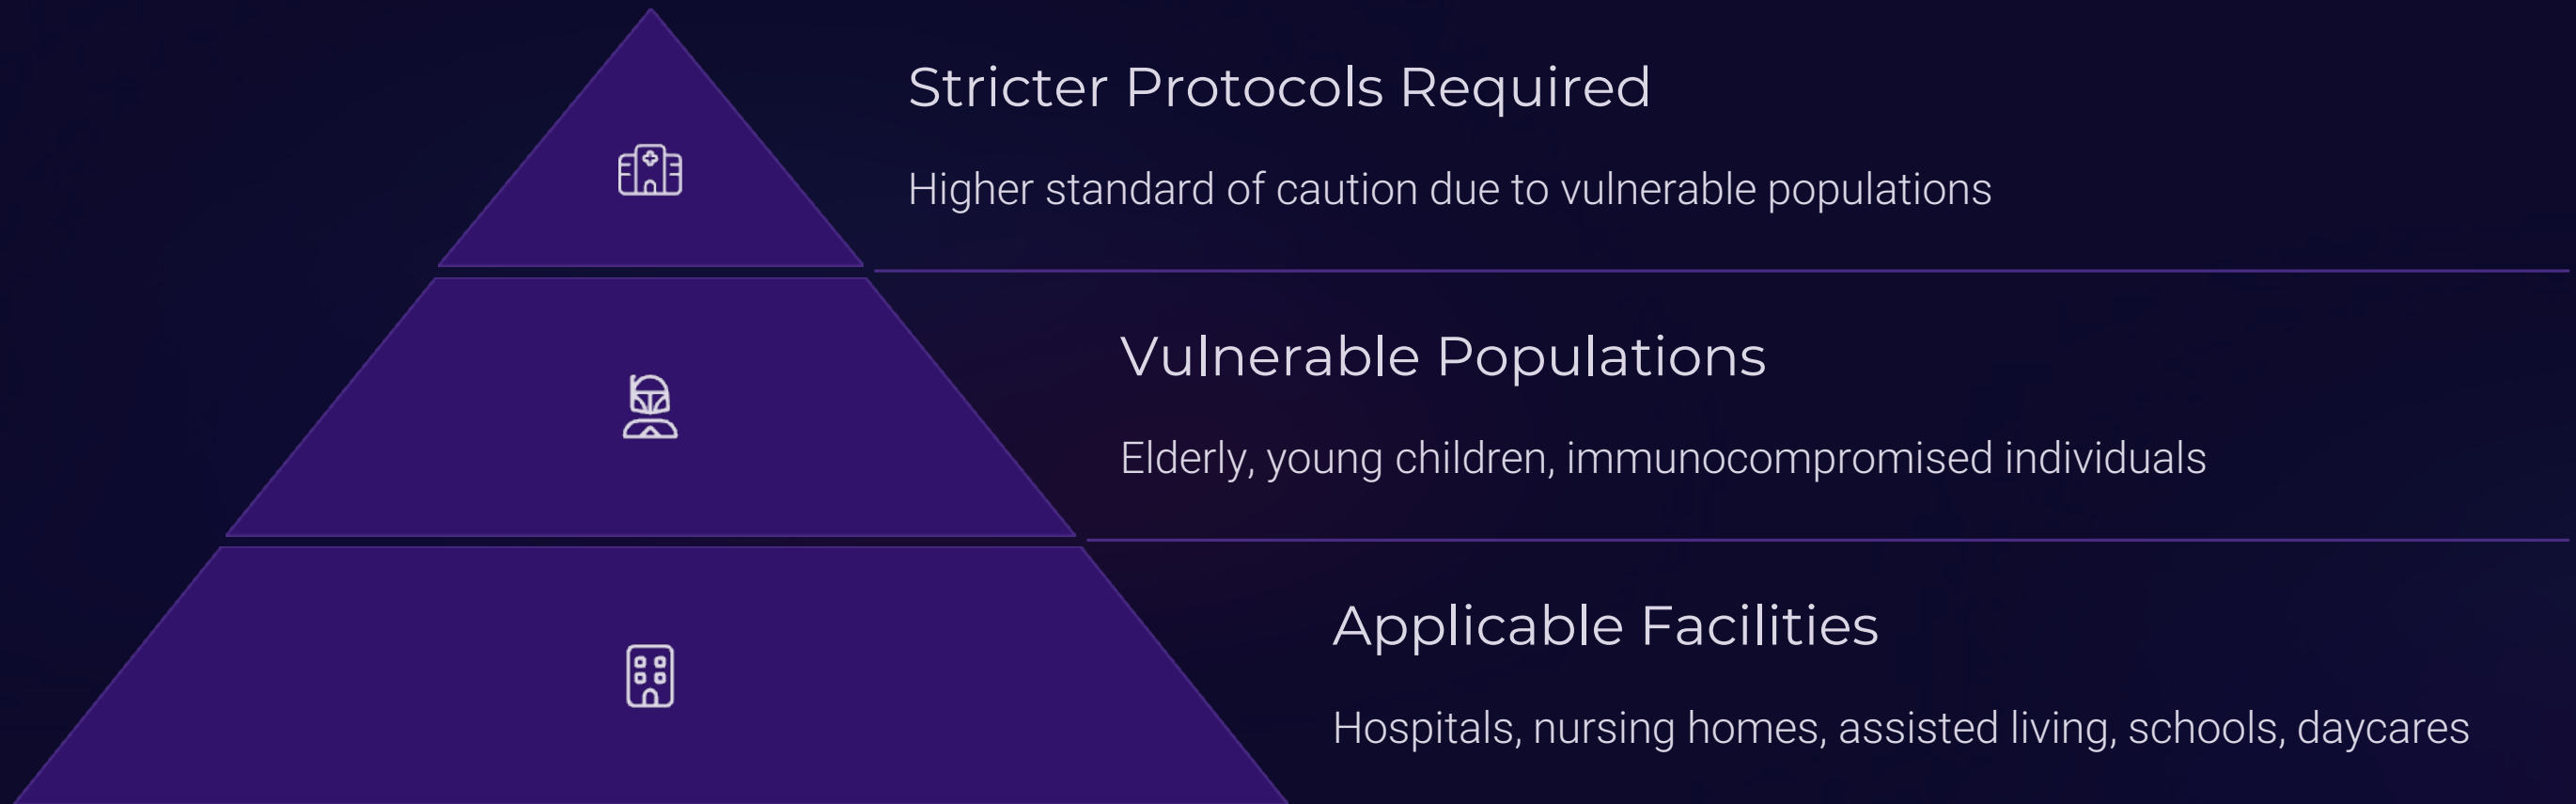 Stricter Protocols Required
Higher standard of caution due to vulnerable populations
Vulnerable Populations
Elderly, young children, immunocompromised individuals
Applicable Facilities
Hospitals, nursing homes, assisted living, schools, daycares